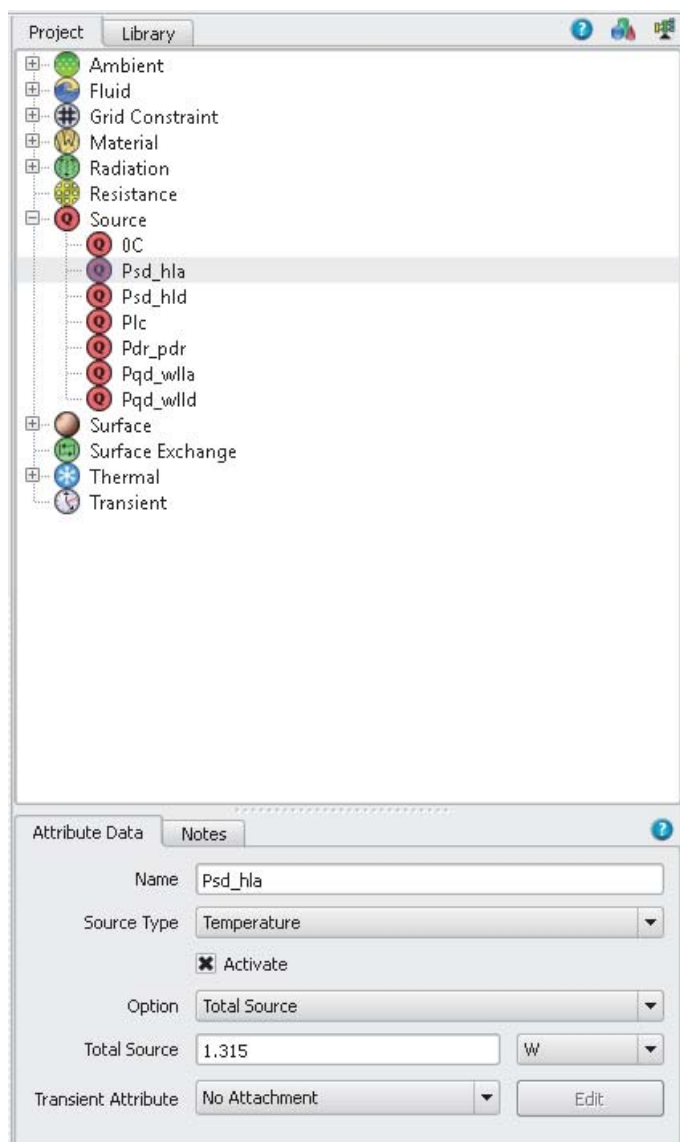 Project Library
Ambient
Fluid
Grid Constraint
Material
Radiation
Resistance
Source
0C
Psd_hla
Psd_hld
Plc
Pdr_pdr
Pqd_wlla
Pqd_wlld
Surface
Surface Exchange
Thermal
Transient
Attribute Data Notes
Name Psd_hla
Source Type Temperature
Activate
Option Total Source
Total Source 1.315 W
Transient Attribute No Attachment Edit